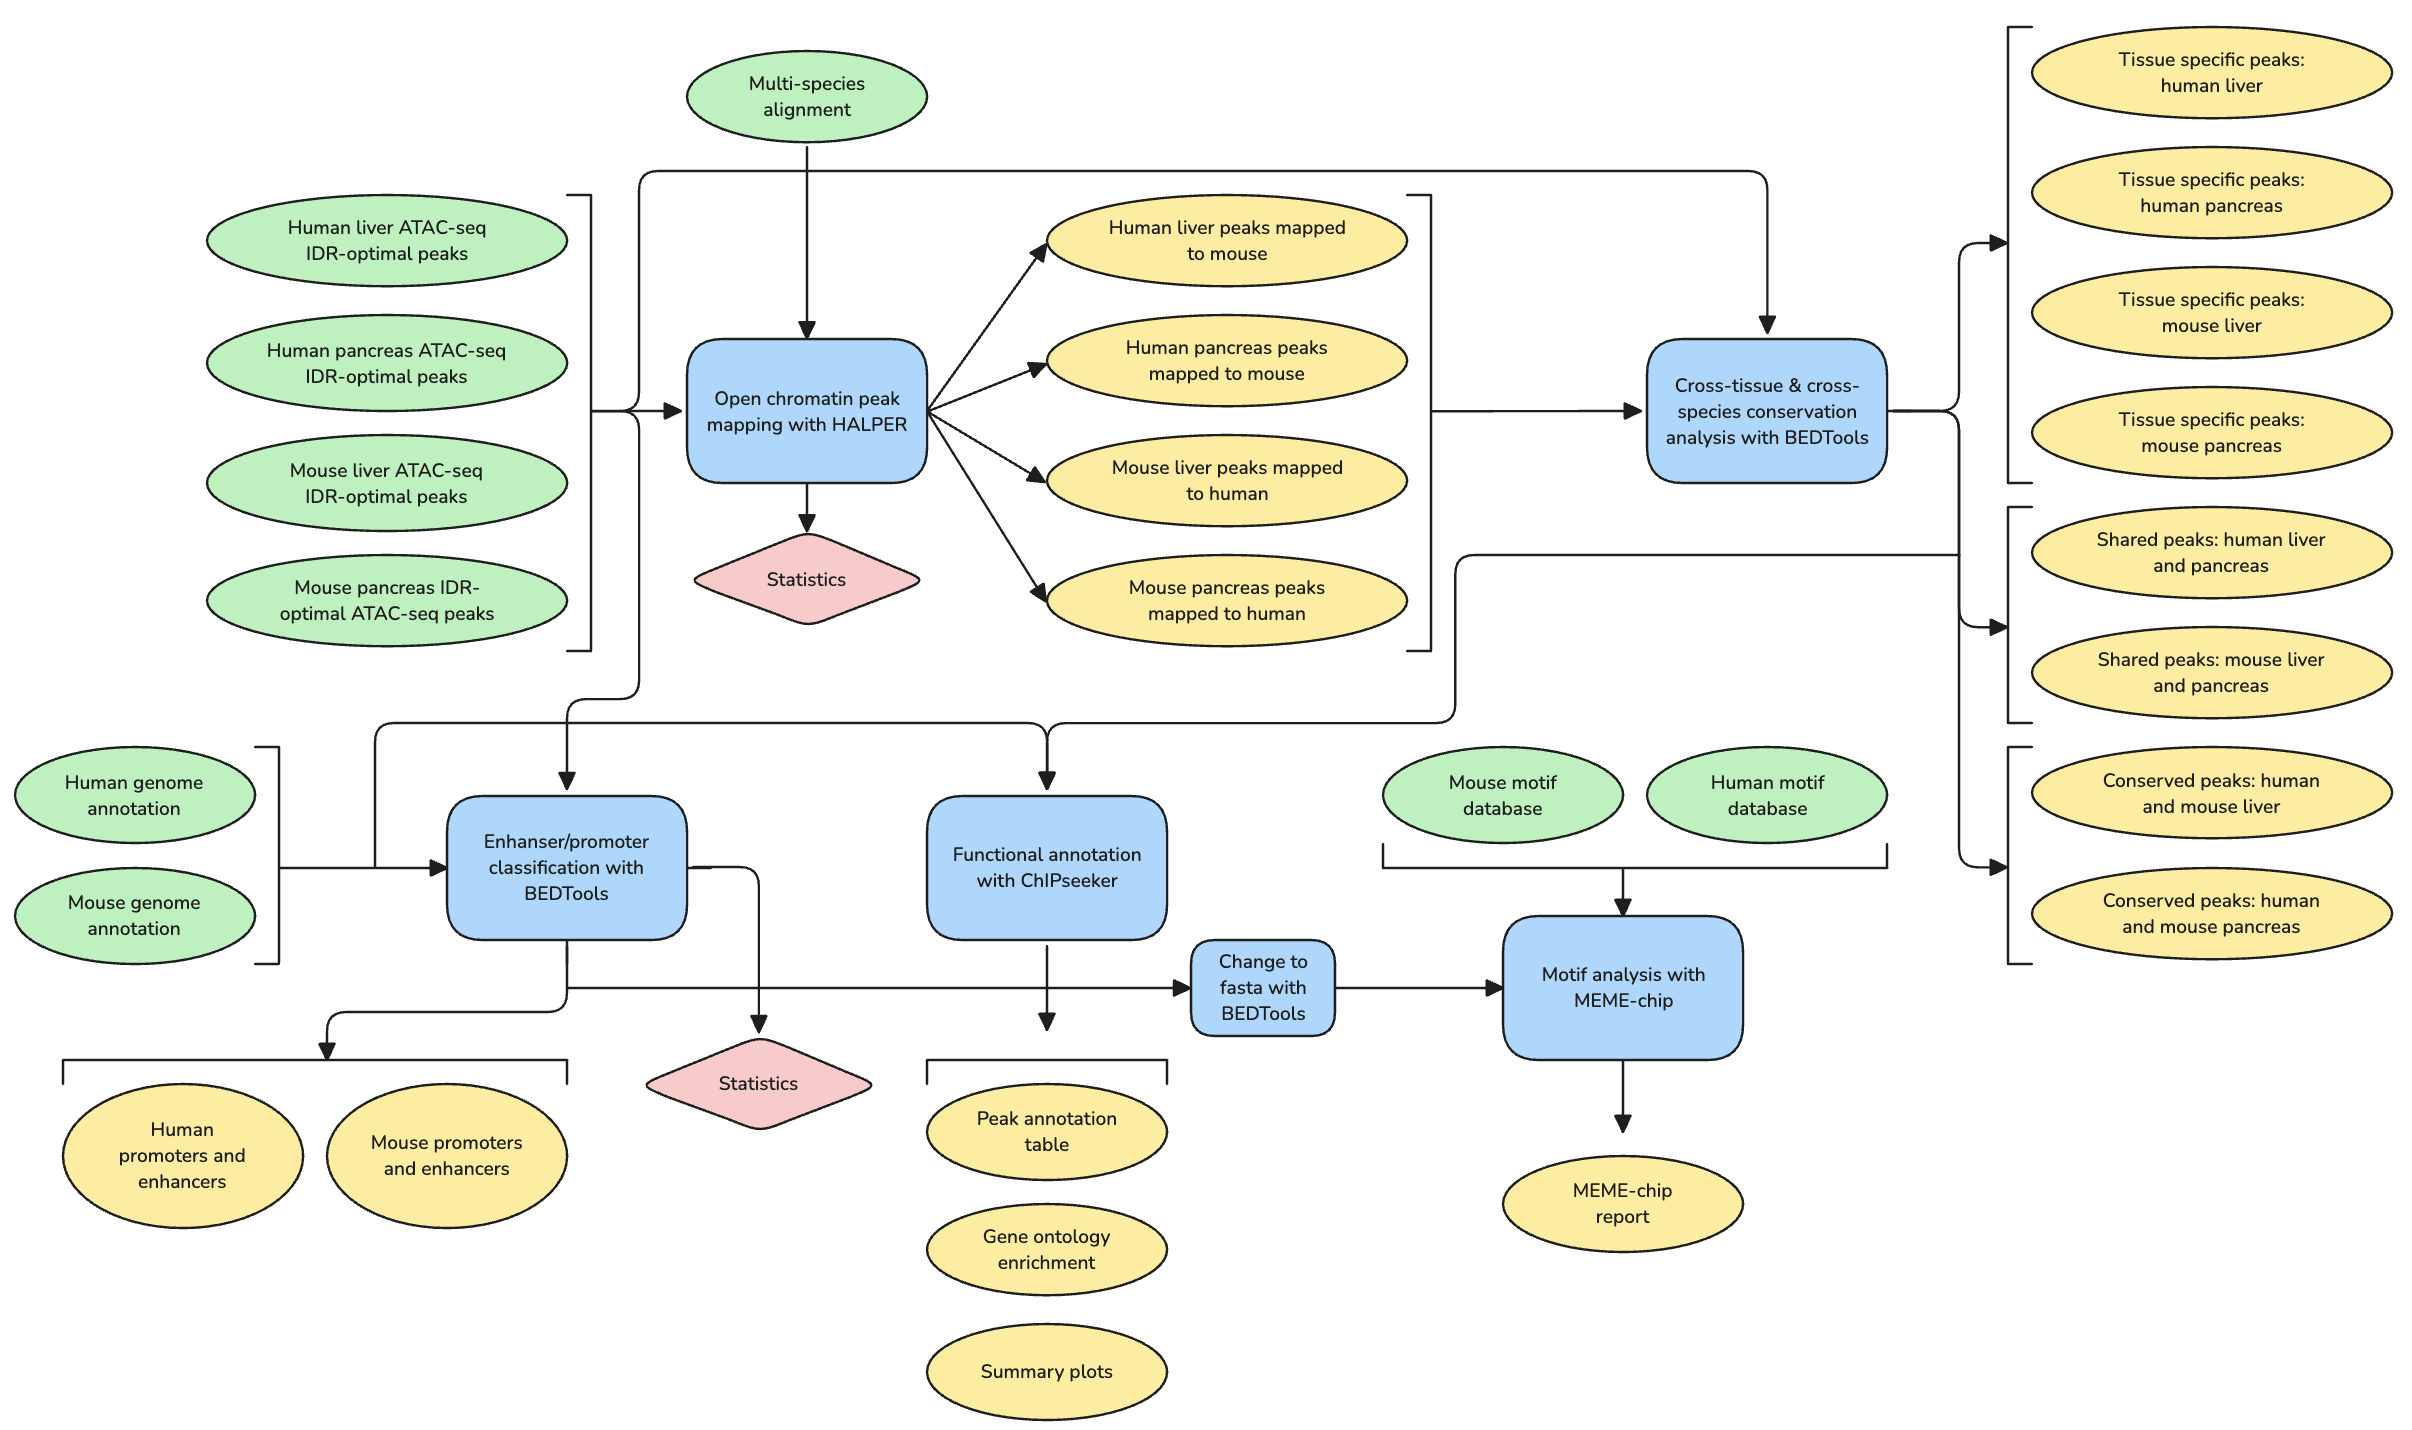 Multi-species
alignment
Human liver ATAC-seq
IDR-optimal peaks
Human pancreas ATAC-seq
IDR-optimal peaks
Mouse liver ATAC-seq
IDR-optimal peaks
Mouse pancreas IDR-
optimal ATAC-seq peaks
Open chromatin peak
mapping with HALPER
Statistics
Human liver peaks mapped
to mouse
Human pancreas peaks
mapped to mouse
Mouse liver peaks mapped
to human
Mouse pancreas peaks
mapped to human
Cross-tissue & cross-
species conservation
analysis with BEDTools
Tissue specific peaks:
human liver
Tissue specific peaks:
human pancreas
Tissue specific peaks:
mouse liver
Tissue specific peaks:
mouse pancreas
Shared peaks: human liver
and pancreas
Shared peaks: mouse liver
and pancreas
Conserved peaks: human
and mouse liver
Conserved peaks: human
and mouse pancreas
Human genome
annotation
Mouse genome
annotation
Enhanser/promoter
classification with
BEDTools
Functional annotation
with ChIPseeker
Mouse motif
database
Human motif
database
Change to
fasta with
BEDTools
Motif analysis with
MEME-chip
Human
promoters and
enhancers
Mouse promoters
and enhancers
Statistics
Peak annotation
table
Gene ontology
enrichment
Summary plots
MEME-chip
report